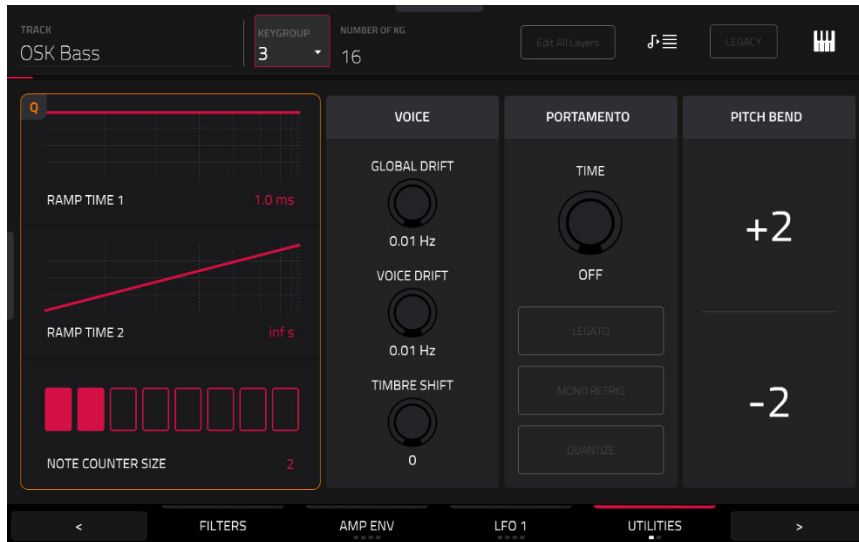 TRACK
OSK Bass
KEYGROUP
3
NUMBER OF KG
16
Edit All Layers
LEGACY
Q
RAMP TIME 1
1.0 ms
RAMP TIME 2
inf s
NOTE COUNTER SIZE
2
VOICE
GLOBAL DRIFT
0.01 Hz
VOICE DRIFT
0.01 Hz
TIMBRE SHIFT
0
PORTAMENTO
TIME
OFF
LEGATO
MONO RETRIG
QUANTIZE
PITCH BEND
+2
-2
<
FILTERS
AMP ENV
LFO 1
UTILITIES
>